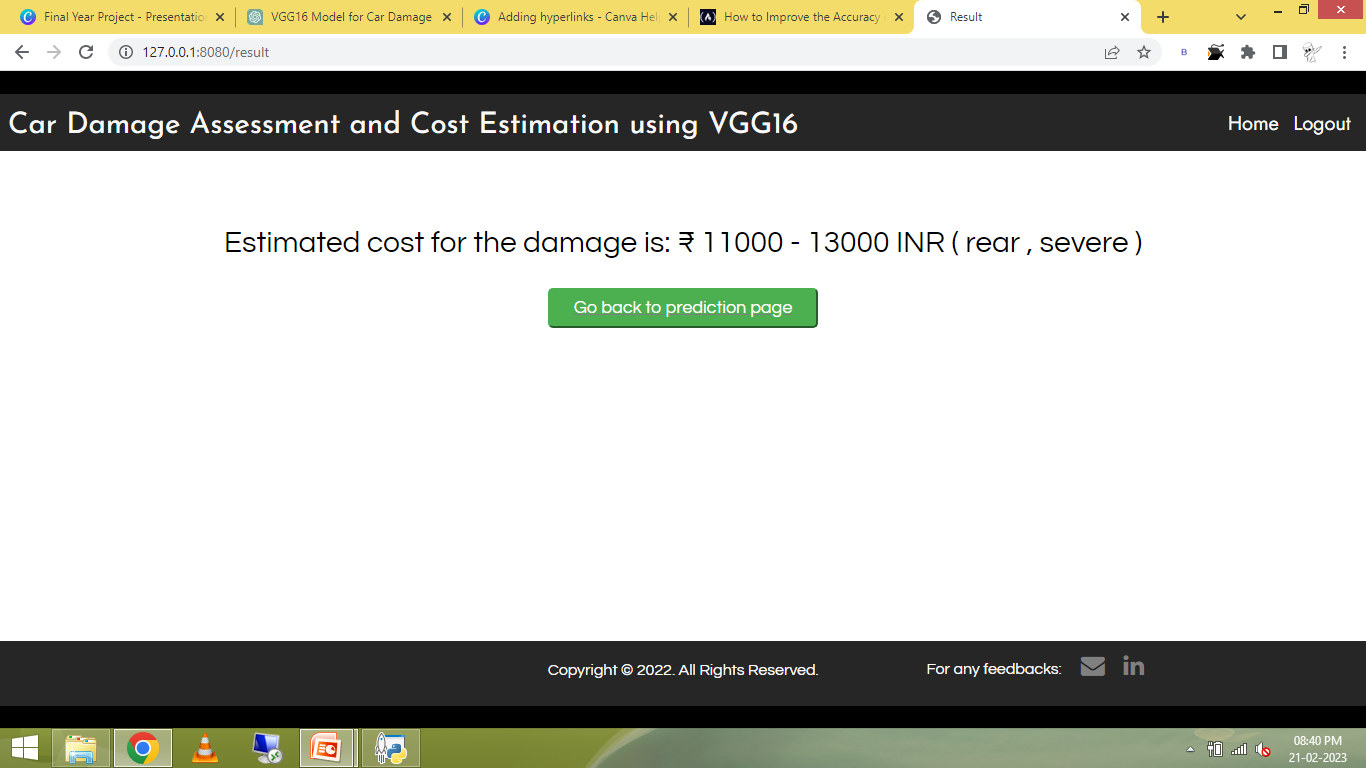 Final Year Project - Presentatio
VGG16 Model for Car Damage
Adding hyperlinks - Canva Hel
How to Improve the Accuracy
Result
127.0.0.1:8080/result
B
Car Damage Assessment and Cost Estimation using VGG16
Home Logout
Estimated cost for the damage is: ₹ 11000 - 13000 INR ( rear , severe )
Go back to prediction page
Copyright © 2022. All Rights Reserved.
For any feedbacks:
in
08:40 PM
21-02-2023